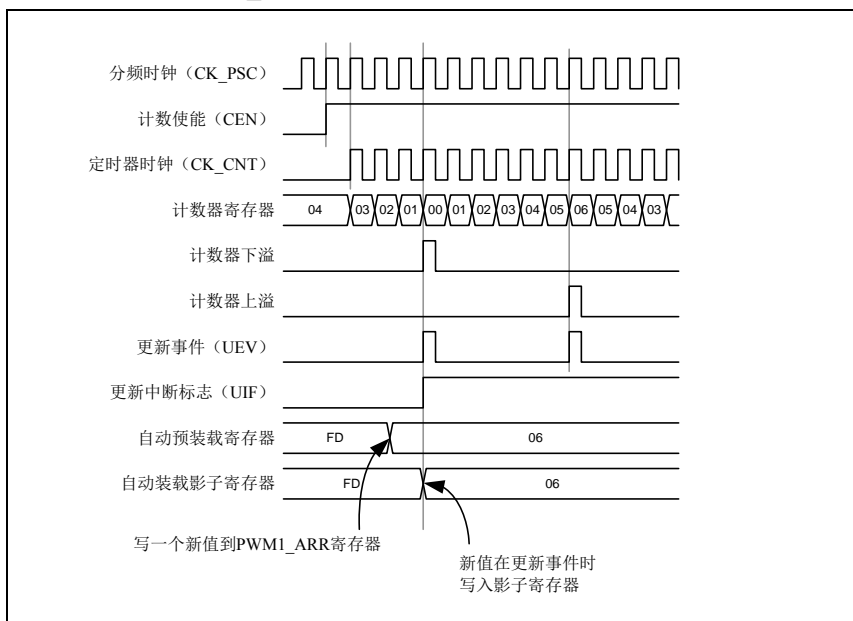 分频时钟（CK_PSC）
计数使能（CEN）
定时器时钟（CK_CNT）
计数器寄存器 04 03 02 01 00 01 02 03 04 05 06 05 04 03
计数器下溢
计数器上溢
更新事件（UEV）
更新中断标志（UIF）
自动预装载寄存器 FD 06
自动装载影子寄存器 FD 06
写一个新值到PWM1_ARR寄存器
新值在更新事件时
写入影子寄存器